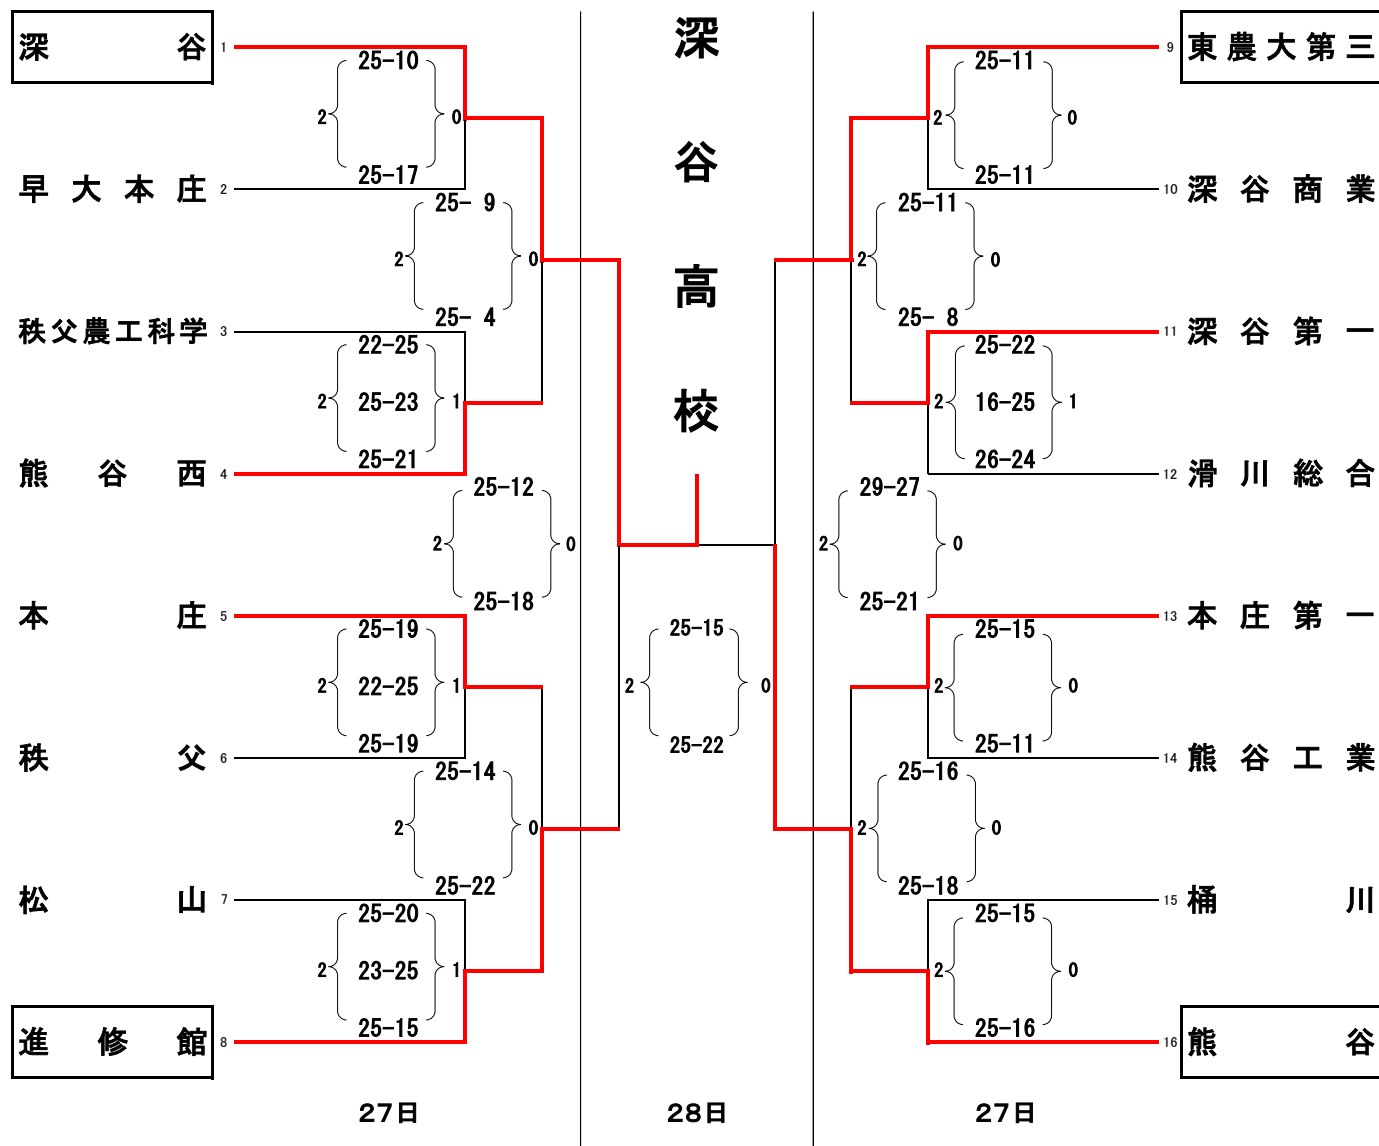 深谷 1
25-10
2 0
25-17
早大本庄 2
25- 9
2 0
25- 4
秩父農工科学 3
22-25
2 25-23 1
25-21
熊谷西 4
25-12
2 0
25-18
本庄 5
25-19
2 22-25 1
25-19
秩父 6
25-14
2 0
25-22
松山 7
25-20
2 23-25 1
25-15
進修館 8
27日
深谷高校
25-15
2 0
25-22
28日
9 東農大第三
25-11
2 0
25-11
10 深谷商業
25-11
2 0
25- 8
11 深谷第一
25-22
2 16-25 1
26-24
12 滑川総合
29-27
2 0
25-21
13 本庄第一
25-15
2 0
25-11
14 熊谷工業
25-16
2 0
25-18
15 桶川
25-15
2 0
25-16
16 熊谷
27日